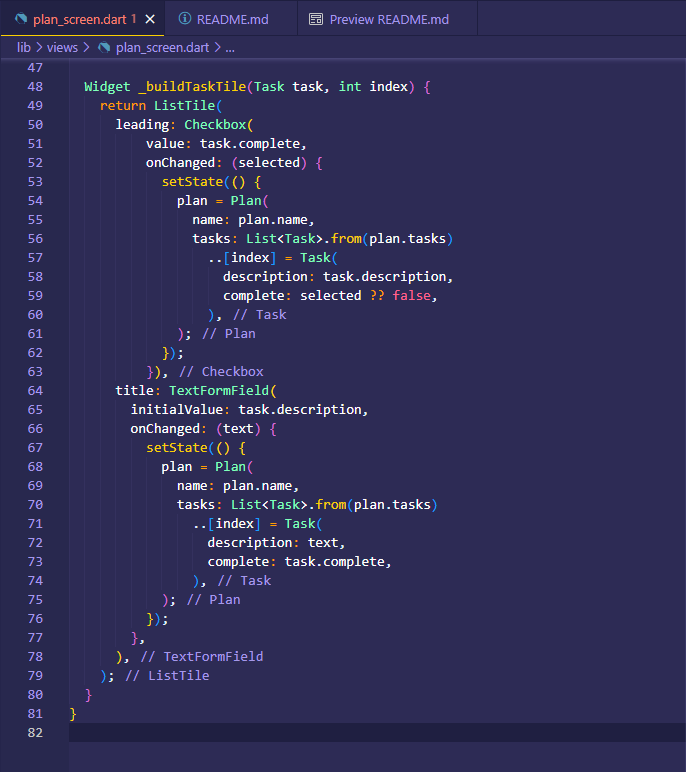 plan_screen.dart 1 × README.md Preview README.md
lib > views > plan_screen.dart > ...
47
48 Widget _buildTaskTile(Task task, int index) {
49 return ListTile(
50 leading: Checkbox(
51 value: task.complete,
52 onChanged: (selected) {
53 setState(() {
54 plan = Plan(
55 name: plan.name,
56 tasks: List<Task>.from(plan.tasks)
57 ..[index] = Task(
58 description: task.description,
59 complete: selected ?? false,
60 ), // Task
61 ); // Plan
62 });
63 }), // Checkbox
64 title: TextFormField(
65 initialValue: task.description,
66 onChanged: (text) {
67 setState(() {
68 plan = Plan(
69 name: plan.name,
70 tasks: List<Task>.from(plan.tasks)
71 ..[index] = Task(
72 description: text,
73 complete: task.complete,
74 ), // Task
75 ); // Plan
76 });
77 },
78 ), // TextFormField
79 ); // ListTile
80 }
81 }
82